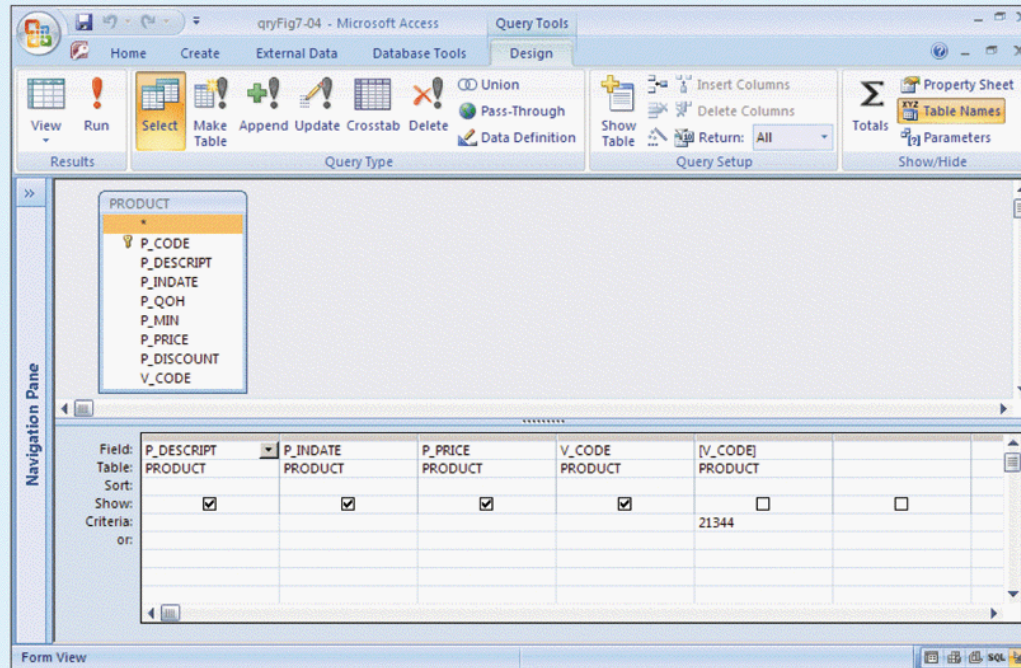 qryFig7-04 - Microsoft Access Query Tools
Home Create External Data Database Tools Design
View Run Select Make Table Append Update Crosstab Delete Union Pass-Through Data Definition Show Table Insert Columns Delete Columns Return: All Totals Property Sheet Table Names Parameters
Results Query Type Query Setup Show/Hide
Navigation Pane
PRODUCT
*
P_CODE
P_DESCRIPT
P_INDATE
P_QOH
P_MIN
P_PRICE
P_DISCOUNT
V_CODE
Field: P_DESCRIPT P_INDATE P_PRICE V_CODE [V_CODE]
Table: PRODUCT PRODUCT PRODUCT PRODUCT PRODUCT
Sort:
Show:
Criteria: 21344
or:
Form View SQL